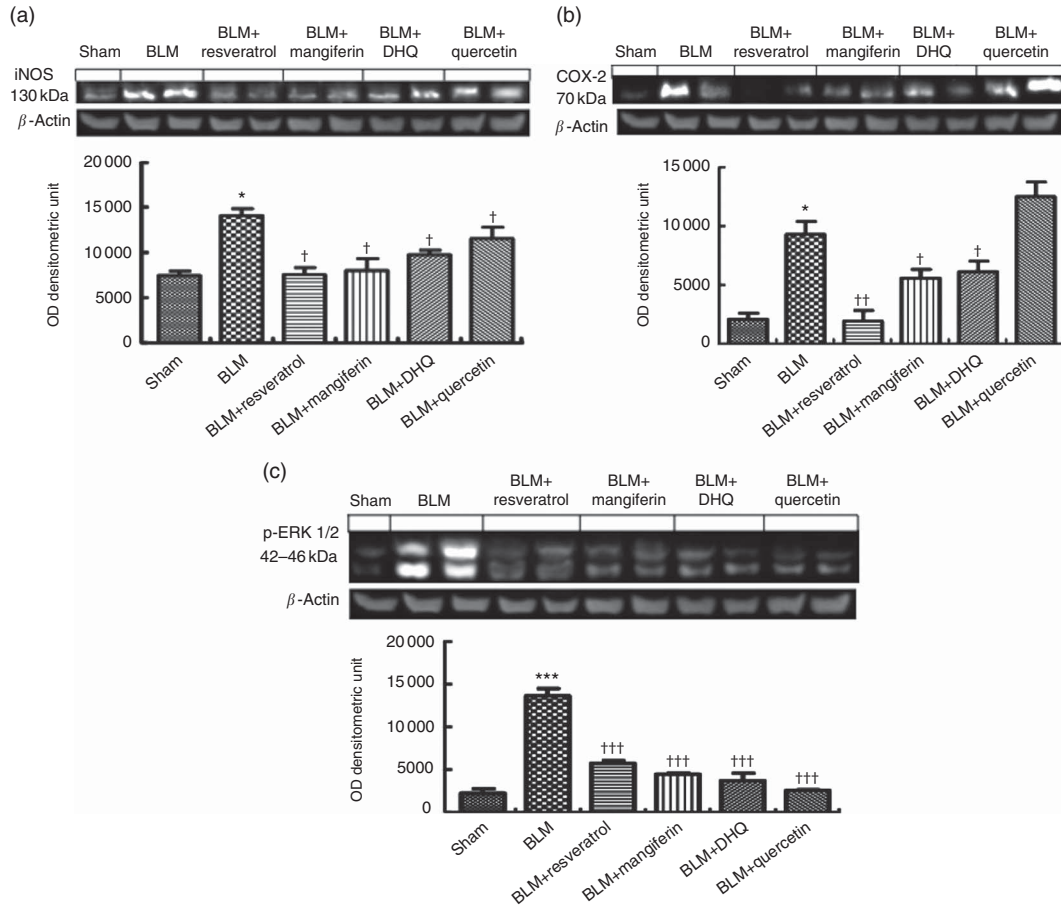 (a)
Sham BLM BLM+ resveratrol BLM+ mangiferin BLM+ DHQ BLM+ quercetin
iNOS
130 kDa
β-Actin
OD densitometric unit
20 000
15 000
10 000
5000
0
*
†
†
†
†
Sham
BLM
BLM+resveratrol
BLM+mangiferin
BLM+DHQ
BLM+quercetin
(b)
Sham BLM BLM+ resveratrol BLM+ mangiferin BLM+ DHQ BLM+ quercetin
COX-2
70 kDa
β-Actin
OD densitometric unit
15 000
10 000
5000
0
*
††
†
†
Sham
BLM
BLM+resveratrol
BLM+mangiferin
BLM+DHQ
BLM+quercetin
(c)
Sham BLM BLM+ resveratrol BLM+ mangiferin BLM+ DHQ BLM+ quercetin
p-ERK 1/2
42–46 kDa
β-Actin
OD densitometric unit
20 000
15 000
10 000
5000
0
***
†††
†††
†††
†††
Sham
BLM
BLM+resveratrol
BLM+mangiferin
BLM+DHQ
BLM+quercetin